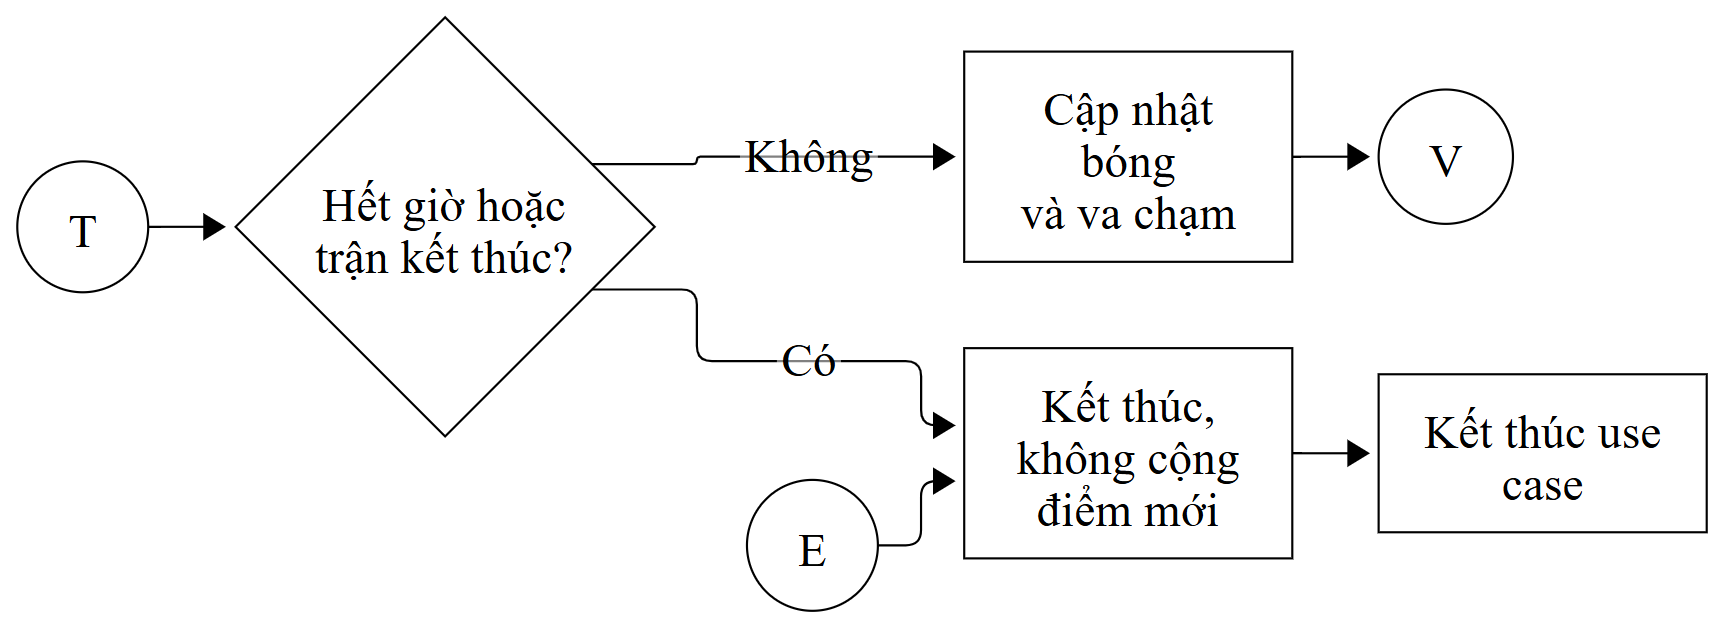 T
Hết giờ hoặc
trận kết thúc?
Không
Cập nhật
bóng
và va chạm
V
Có
E
Kết thúc,
không cộng
điểm mới
Kết thúc use
case